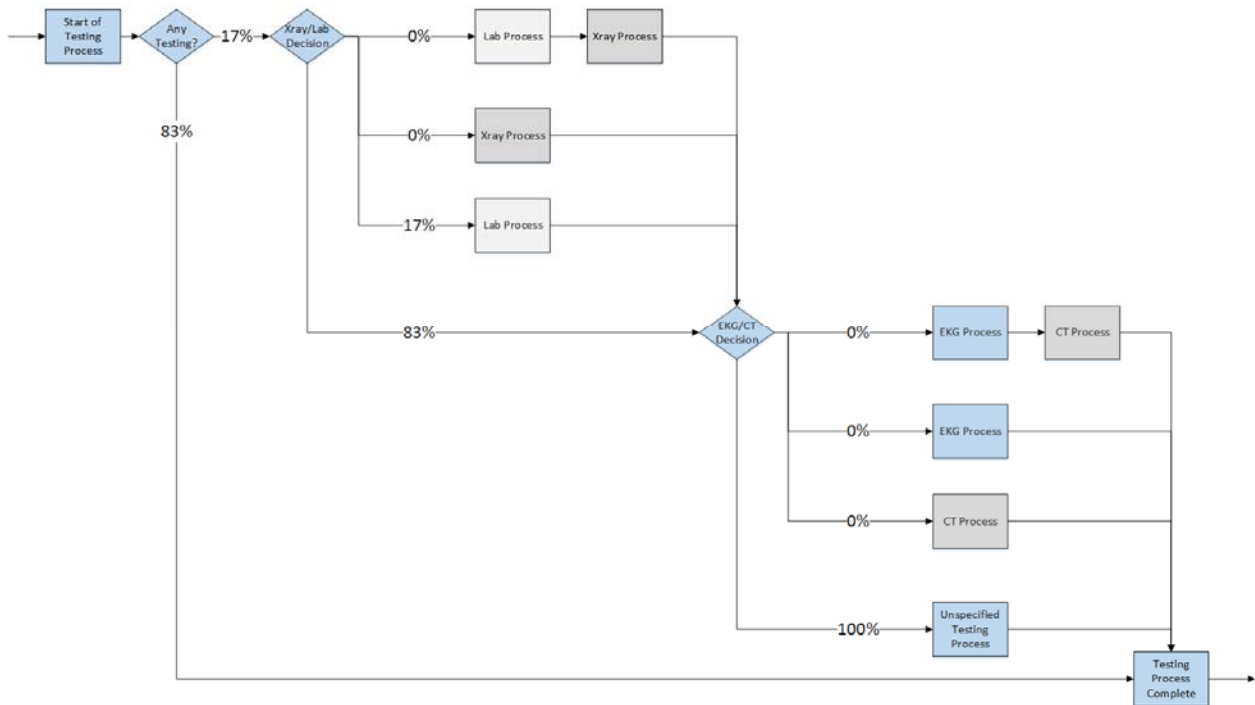 Start of
Testing
Process
Any
Testing?
17%
Xray/Lab
Decision
0%
Lab Process
Xray Process
83%
0%
Xray Process
17%
Lab Process
83%
EKG/CT
Decision
0%
EKG Process
CT Process
0%
EKG Process
0%
CT Process
100%
Unspecified
Testing
Process
Testing
Process
Complete